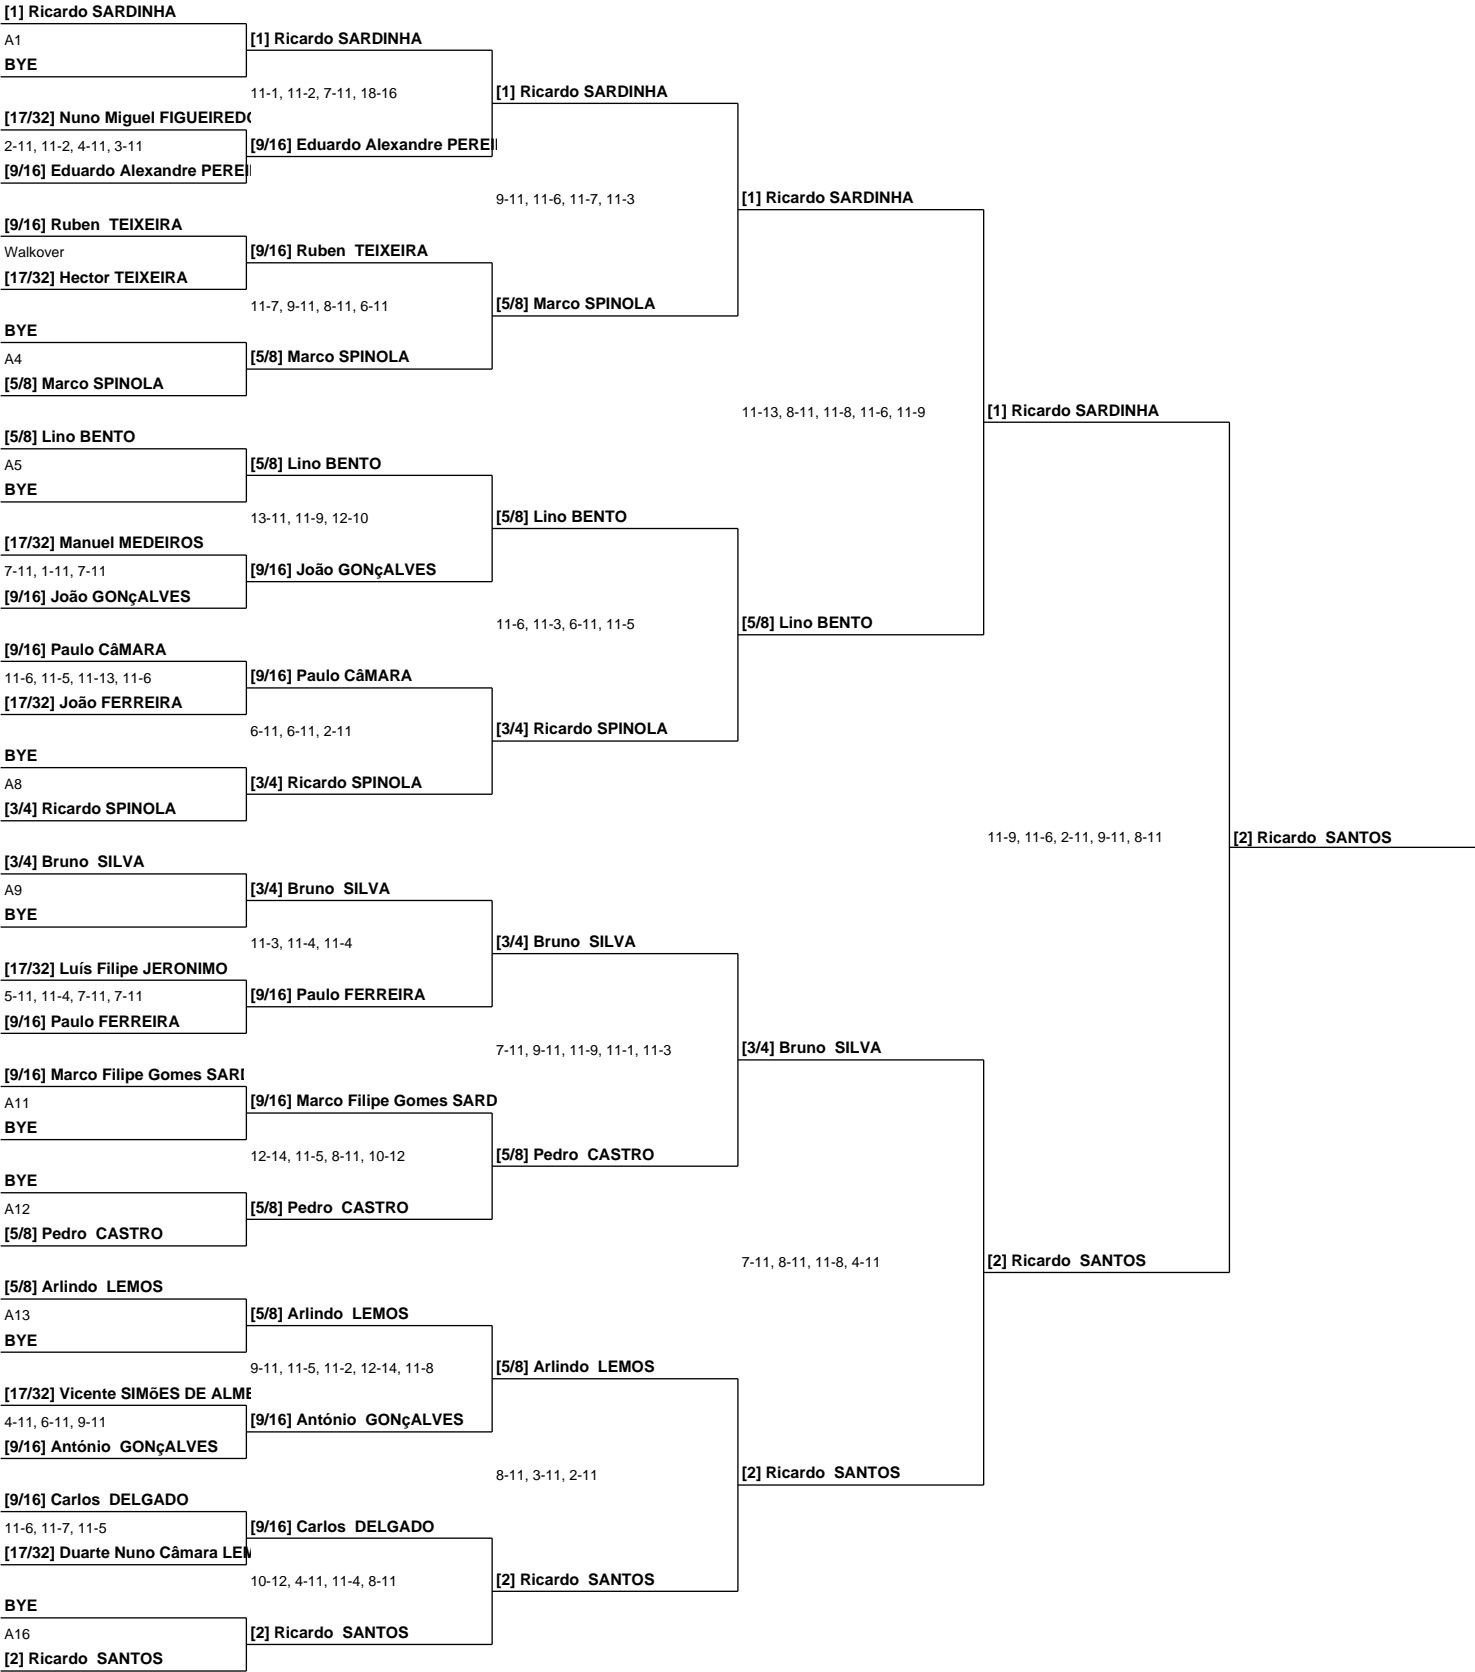 [1] Ricardo SARDINHA
A1
BYE
[17/32] Nuno Miguel FIGUEIREDO
2-11, 11-2, 4-11, 3-11
[9/16] Eduardo Alexandre PEREI
[9/16] Ruben TEIXEIRA
Walkover
[17/32] Hector TEIXEIRA
BYE
A4
[5/8] Marco SPINOLA
[5/8] Lino BENTO
A5
BYE
[17/32] Manuel MEDEIROS
7-11, 1-11, 7-11
[9/16] João GONçALVES
[9/16] Paulo CâMARA
11-6, 11-5, 11-13, 11-6
[17/32] João FERREIRA
BYE
A8
[3/4] Ricardo SPINOLA
[3/4] Bruno SILVA
A9
BYE
[17/32] Luís Filipe JERONIMO
5-11, 11-4, 7-11, 7-11
[9/16] Paulo FERREIRA
[9/16] Marco Filipe Gomes SARD
A11
BYE
BYE
A12
[5/8] Pedro CASTRO
[5/8] Arlindo LEMOS
A13
BYE
[17/32] Vicente SIMõES DE ALME
4-11, 6-11, 9-11
[9/16] António GONçALVES
[9/16] Carlos DELGADO
11-6, 11-7, 11-5
[17/32] Duarte Nuno Câmara LEM
BYE
A16
[2] Ricardo SANTOS
[1] Ricardo SARDINHA
11-1, 11-2, 7-11, 18-16
[9/16] Eduardo Alexandre PEREI
[9/16] Ruben TEIXEIRA
11-7, 9-11, 8-11, 6-11
[5/8] Marco SPINOLA
[5/8] Lino BENTO
13-11, 11-9, 12-10
[9/16] João GONçALVES
[9/16] Paulo CâMARA
6-11, 6-11, 2-11
[3/4] Ricardo SPINOLA
[3/4] Bruno SILVA
11-3, 11-4, 11-4
[9/16] Paulo FERREIRA
[9/16] Marco Filipe Gomes SARD
12-14, 11-5, 8-11, 10-12
[5/8] Pedro CASTRO
[5/8] Arlindo LEMOS
9-11, 11-5, 11-2, 12-14, 11-8
[9/16] António GONçALVES
[9/16] Carlos DELGADO
10-12, 4-11, 11-4, 8-11
[2] Ricardo SANTOS
[1] Ricardo SARDINHA
9-11, 11-6, 11-7, 11-3
[5/8] Marco SPINOLA
[5/8] Lino BENTO
11-6, 11-3, 6-11, 11-5
[3/4] Ricardo SPINOLA
[3/4] Bruno SILVA
7-11, 9-11, 11-9, 11-1, 11-3
[5/8] Pedro CASTRO
[5/8] Arlindo LEMOS
8-11, 3-11, 2-11
[2] Ricardo SANTOS
[1] Ricardo SARDINHA
11-13, 8-11, 11-8, 11-6, 11-9
[5/8] Lino BENTO
[3/4] Bruno SILVA
7-11, 8-11, 11-8, 4-11
[2] Ricardo SANTOS
[1] Ricardo SARDINHA
11-9, 11-6, 2-11, 9-11, 8-11
[2] Ricardo SANTOS
[2] Ricardo SANTOS